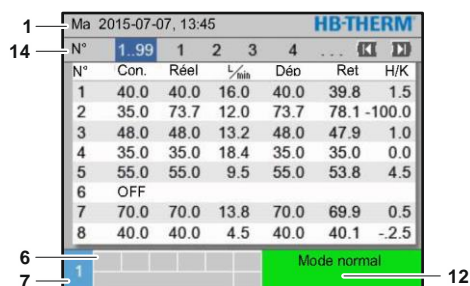 1 Ma 2015-07-07, 13:45 HB-THERM
14 N° 1..99 1 2 3 4 ...
N° Con. Réel L/min Dép Ret H/K
1 40.0 40.0 16.0 40.0 39.8 1.5
2 35.0 73.7 12.0 73.7 78.1 -100.0
3 48.0 48.0 13.2 48.0 47.9 1.0
4 35.0 35.0 18.4 35.0 35.0 0.0
5 55.0 55.0 9.5 55.0 53.8 4.5
6 OFF
7 70.0 70.0 13.8 70.0 69.9 0.5
8 40.0 40.0 4.5 40.0 40.1 -.2.5
6 Mode normal
7 1 12